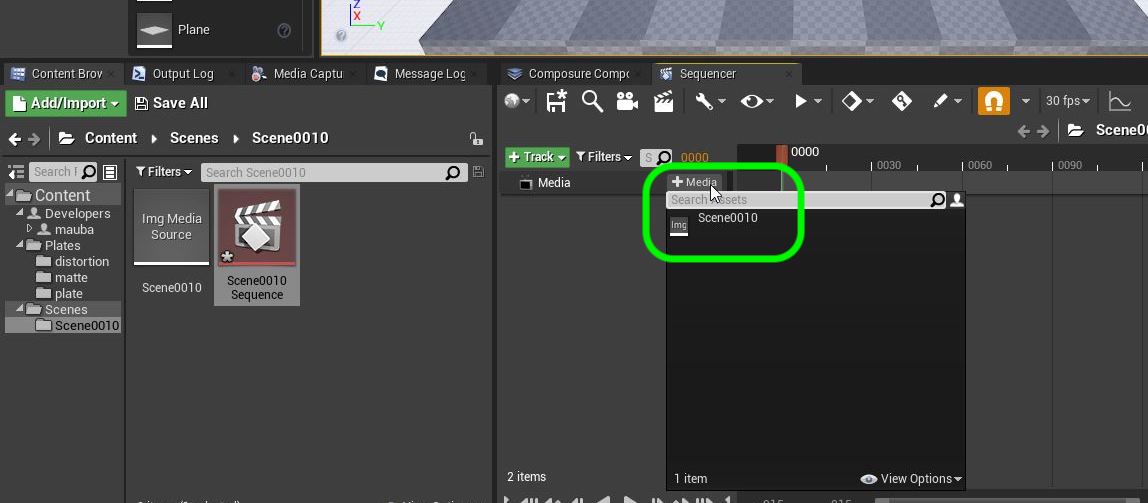 Plane
Z
X
Y
Content Brov
Output Log
Media Captu
Message Log
Composure Compo
Sequencer
Add/Import
Save All
30 fps
Content
Scenes
Scene0010
Scene0
Search F
Filters
Search Scene0010
+ Track
Filters
S
0000
0000
0030
0060
0090
Content
Developers
mauba
Plates
distortion
matte
plate
Scenes
Scene0010
Img Media
Source
Scene0010
Scene0010
Sequence
Media
+ Media
Search Assets
Img
Scene0010
2 items
1 item
View Options
015
015